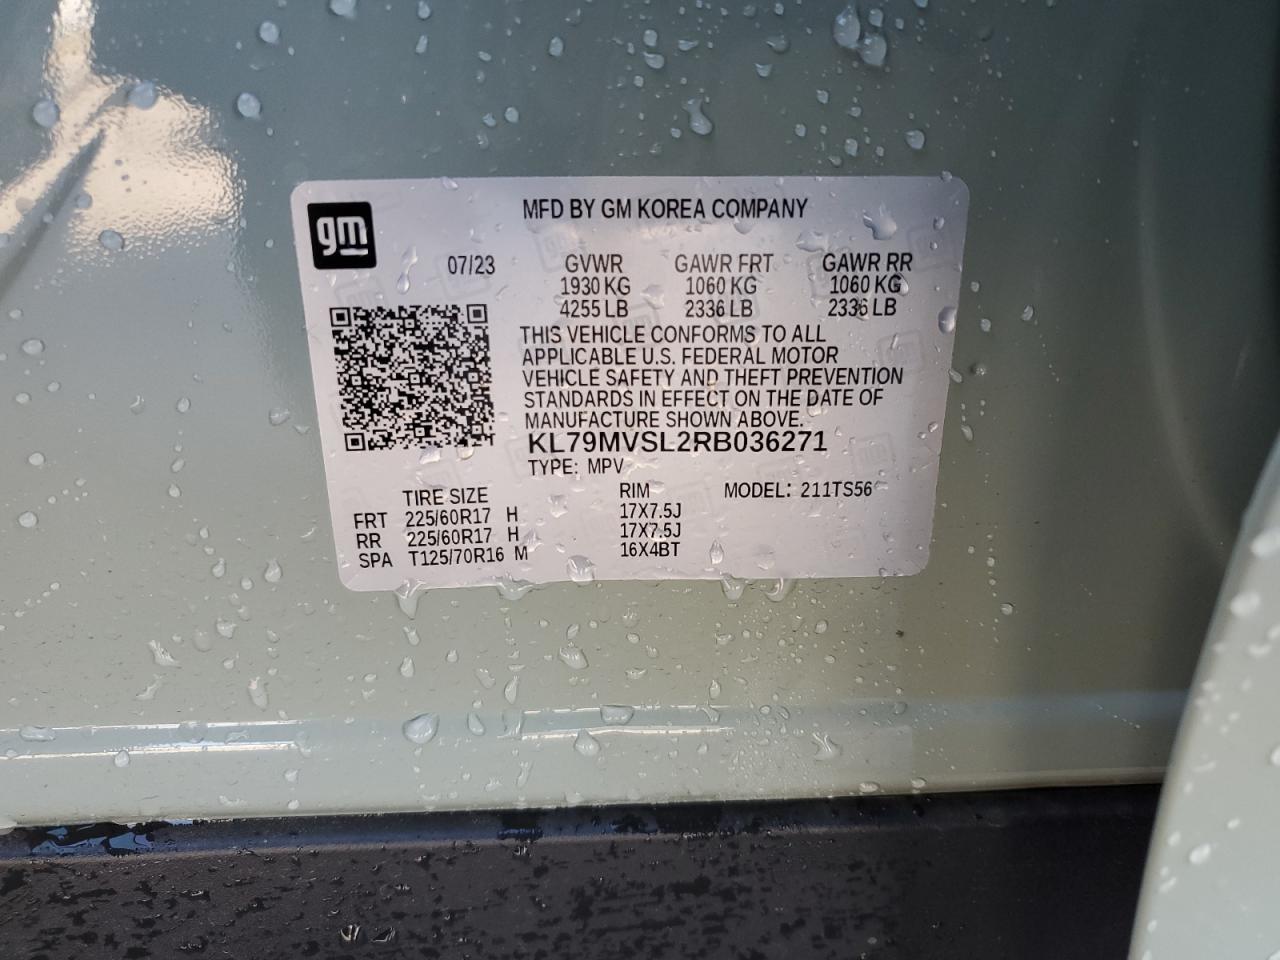 MFD BY GM KOREA COMPANY
gm
07/23 GVWR GAWR FRT GAWR RR
1930 KG 1060 KG 1060 KG
4255 LB 2336 LB 2336 LB
THIS VEHICLE CONFORMS TO ALL
APPLICABLE U.S. FEDERAL MOTOR
VEHICLE SAFETY AND THEFT PREVENTION
STANDARDS IN EFFECT ON THE DATE OF
MANUFACTURE SHOWN ABOVE.
KL79MVSL2RB036271
TYPE: MPV
TIRE SIZE RIM MODEL: 211TS56
FRT 225/60R17 H 17X7.5J
RR 225/60R17 H 17X7.5J
SPA T125/70R16 M 16X4BT